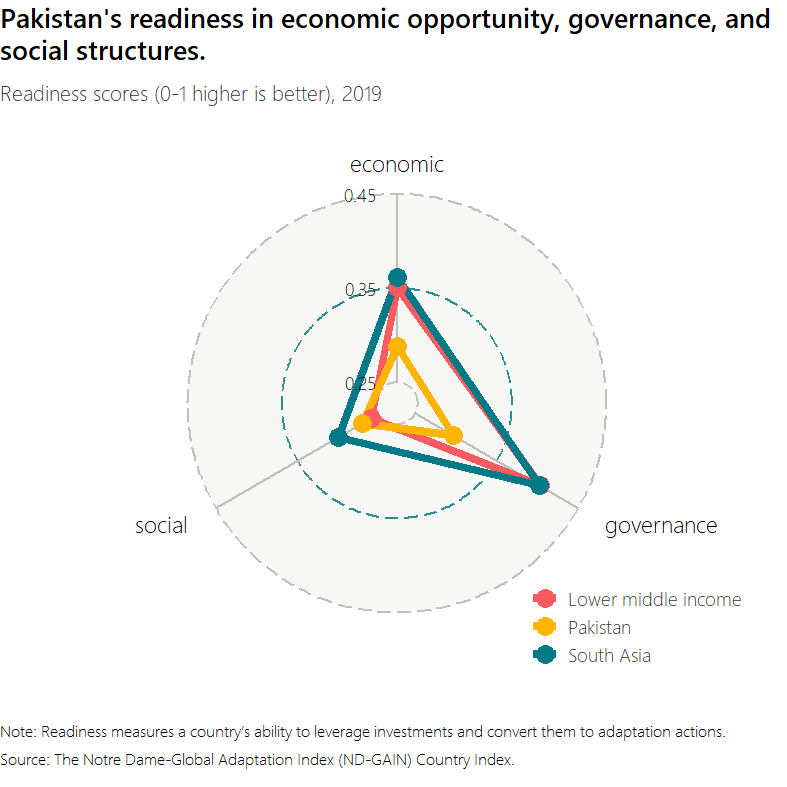 Pakistan's readiness in economic opportunity, governance, and
social structures.
Readiness scores (0-1 higher is better), 2019
economic
0.45
0.35
0.25
social
governance
Lower middle income
Pakistan
South Asia
Note: Readiness measures a country’s ability to leverage investments and convert them to adaptation actions.
Source: The Notre Dame-Global Adaptation Index (ND-GAIN) Country Index.